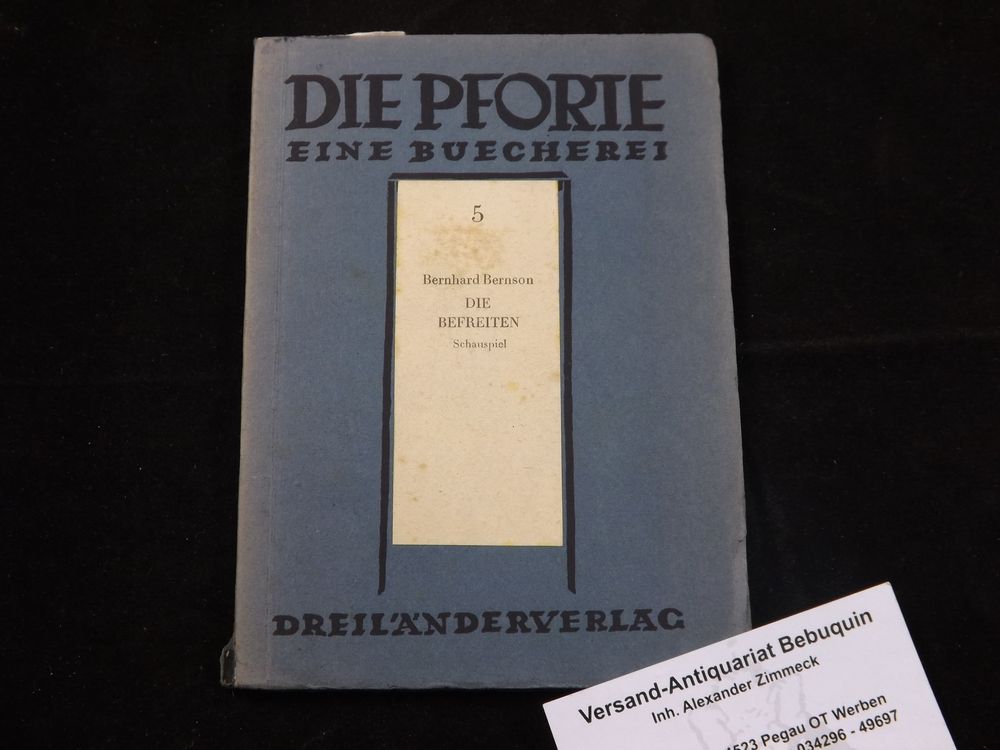 DIE PFORTE
EINE BUECHEREI
5
Bernhard Bernson
DIE
BEFREITEN
Schauspiel
DREILÄNDERVERLAG
Versand-Antiquariat Bebuquin
Inh. Alexander Zimmeck
Pegau OT Werben
034296 - 49697